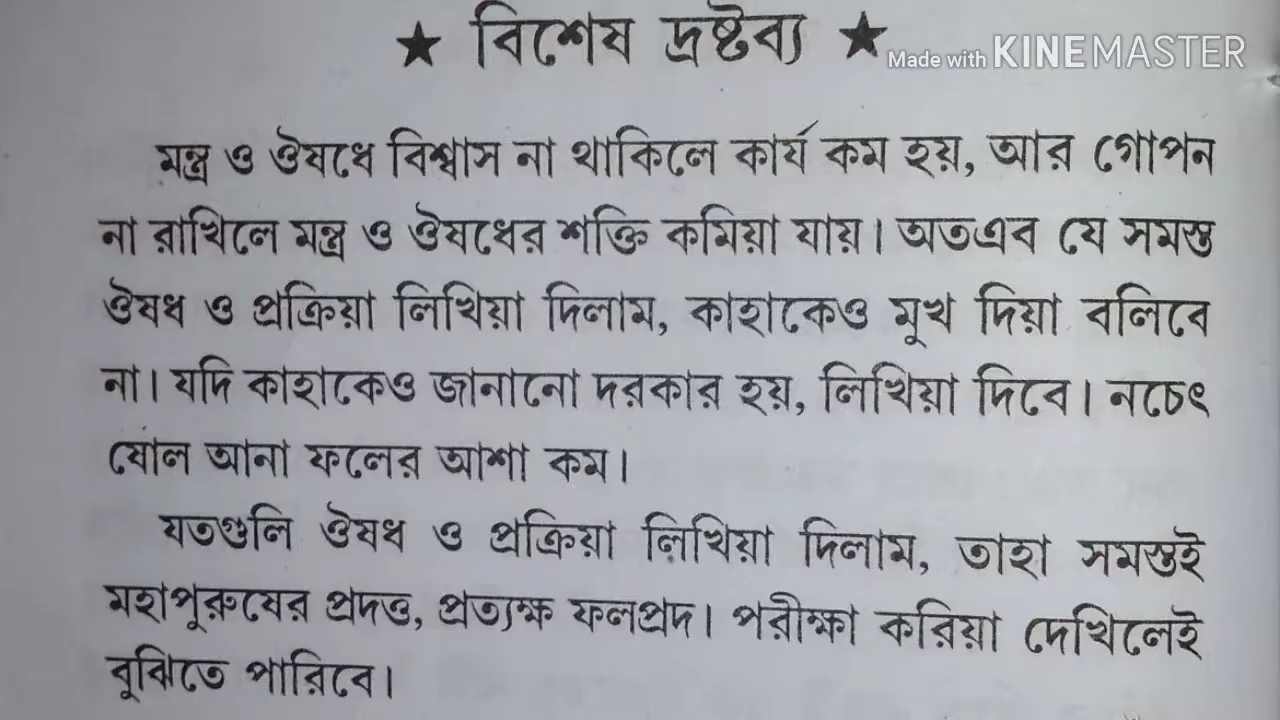 ★ বিশেষ দ্রষ্টব্য ★
Made with KINEMASTER
মন্ত্র ও ঔষধে বিশ্বাস না থাকিলে কার্য কম হয়, আর গোপন
না রাখিলে মন্ত্র ও ঔষধের শক্তি কমিয়া যায়। অতএব যে সমস্ত
ঔষধ ও প্রক্রিয়া লিখিয়া দিলাম, কাহাকেও মুখ দিয়া বলিবে
না। যদি কাহাকেও জানানো দরকার হয়, লিখিয়া দিবে। নচেৎ
ষোল আনা ফলের আশা কম।
যতগুলি ঔষধ ও প্রক্রিয়া লিখিয়া দিলাম, তাহা সমস্তই
মহাপুরুষের প্রদত্ত, প্রত্যক্ষ ফলপ্রদ। পরীক্ষা করিয়া দেখিলেই
বুঝিতে পারিবে।